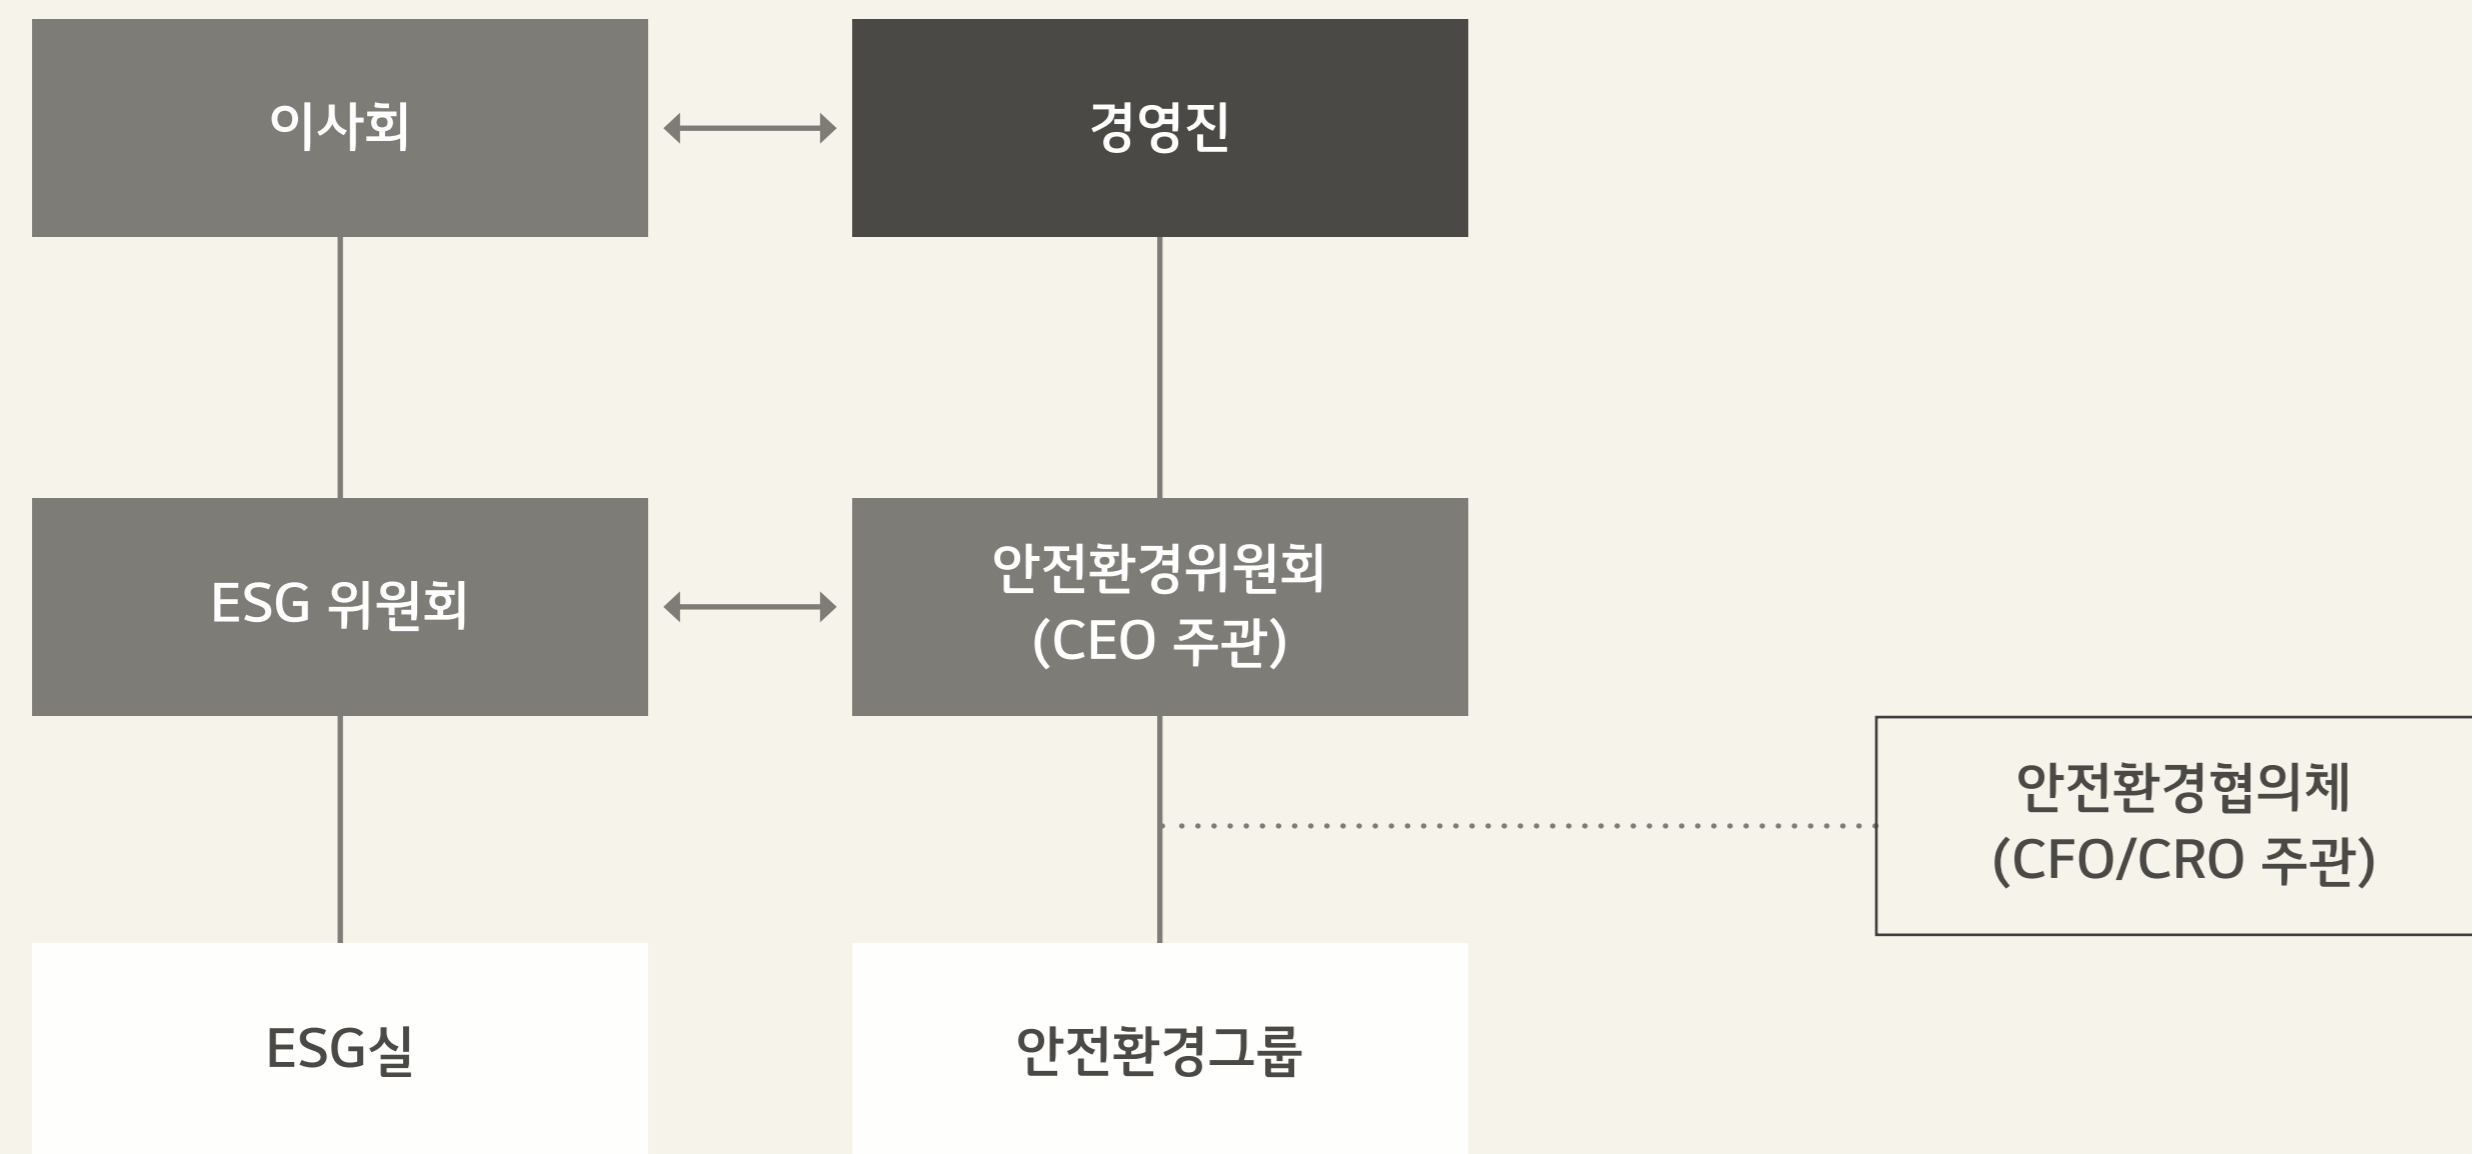 이사회
경영진
ESG 위원회
안전환경위원회
(CEO 주관)
안전환경협의체
(CFO/CRO 주관)
ESG실
안전환경그룹